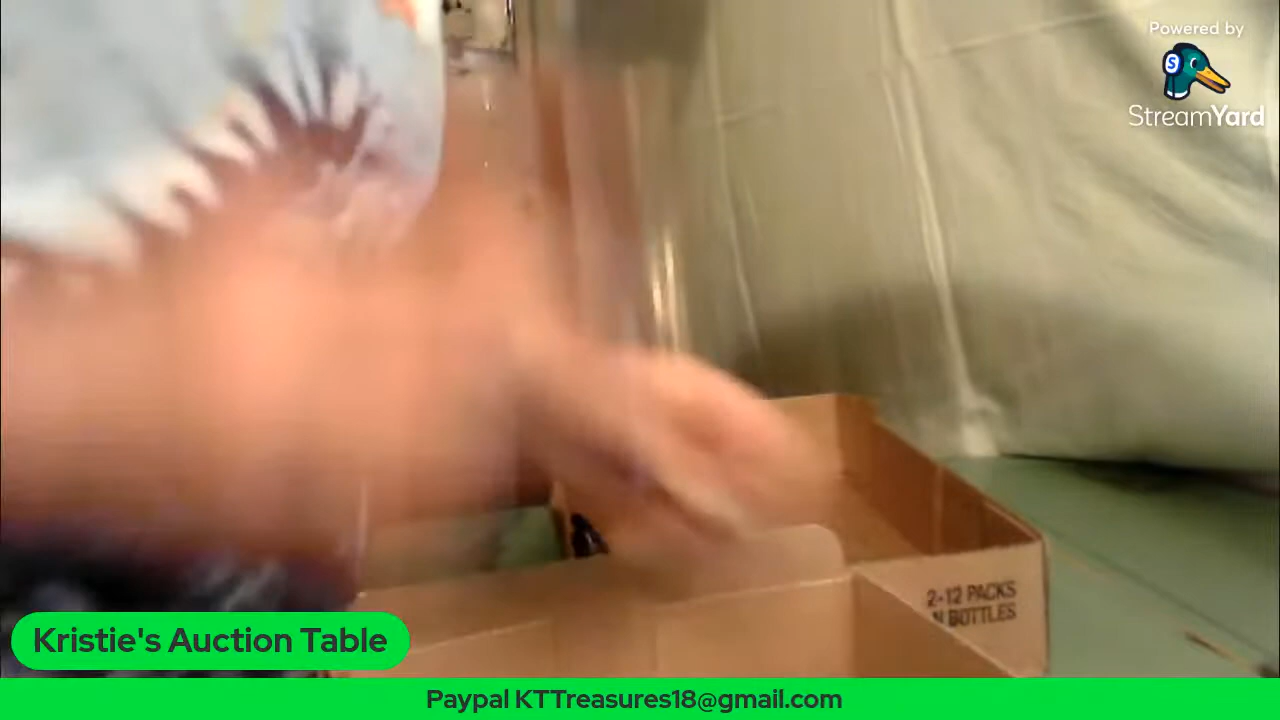 Powered by
S
StreamYard
2-12 PACKS
N BOTTLES
Kristie's Auction Table
Paypal KTTreasures18@gmail.com